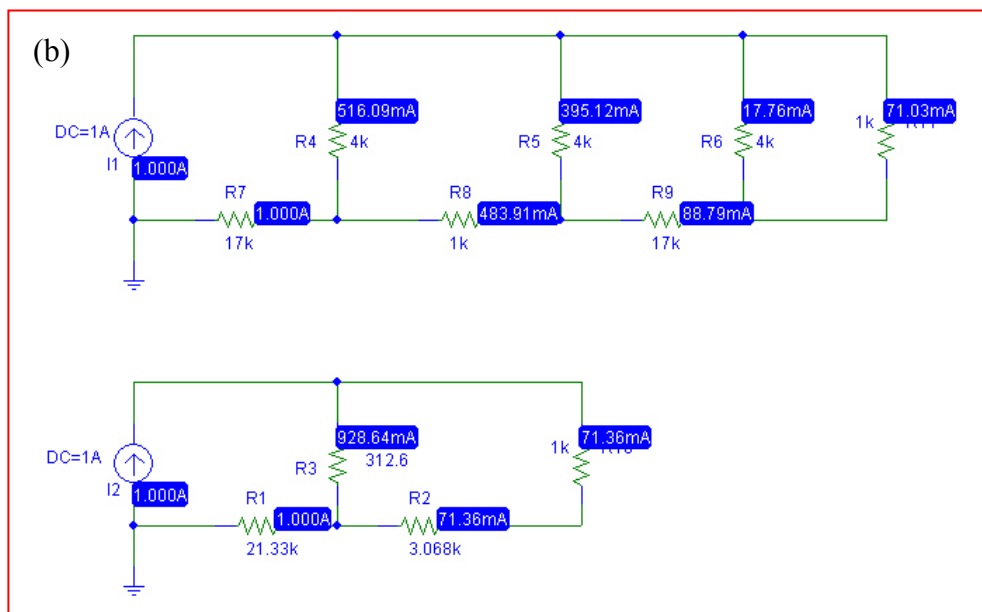 (b)
516.09mA
395.12mA
17.76mA
71.03mA
DC=1A
R4
4k
R5
4k
R6
4k
1k
I1
1.000A
R7
1.000A
R8
483.91mA
R9
88.79mA
17k
1k
17k
928.64mA
71.36mA
DC=1A
R3
312.6
1k
I2
1.000A
R1
1.000A
R2
71.36mA
21.33k
3.068k